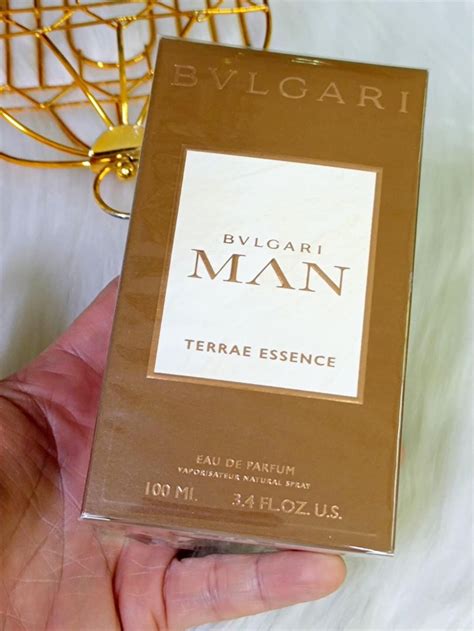 BVLGARI
BVLGARI
MAN
TERRAE ESSENCE
EAU DE PARFUM
VAPORISATEUR NATURAL SPRAY
100 ML 3.4 FL.OZ. U.S.